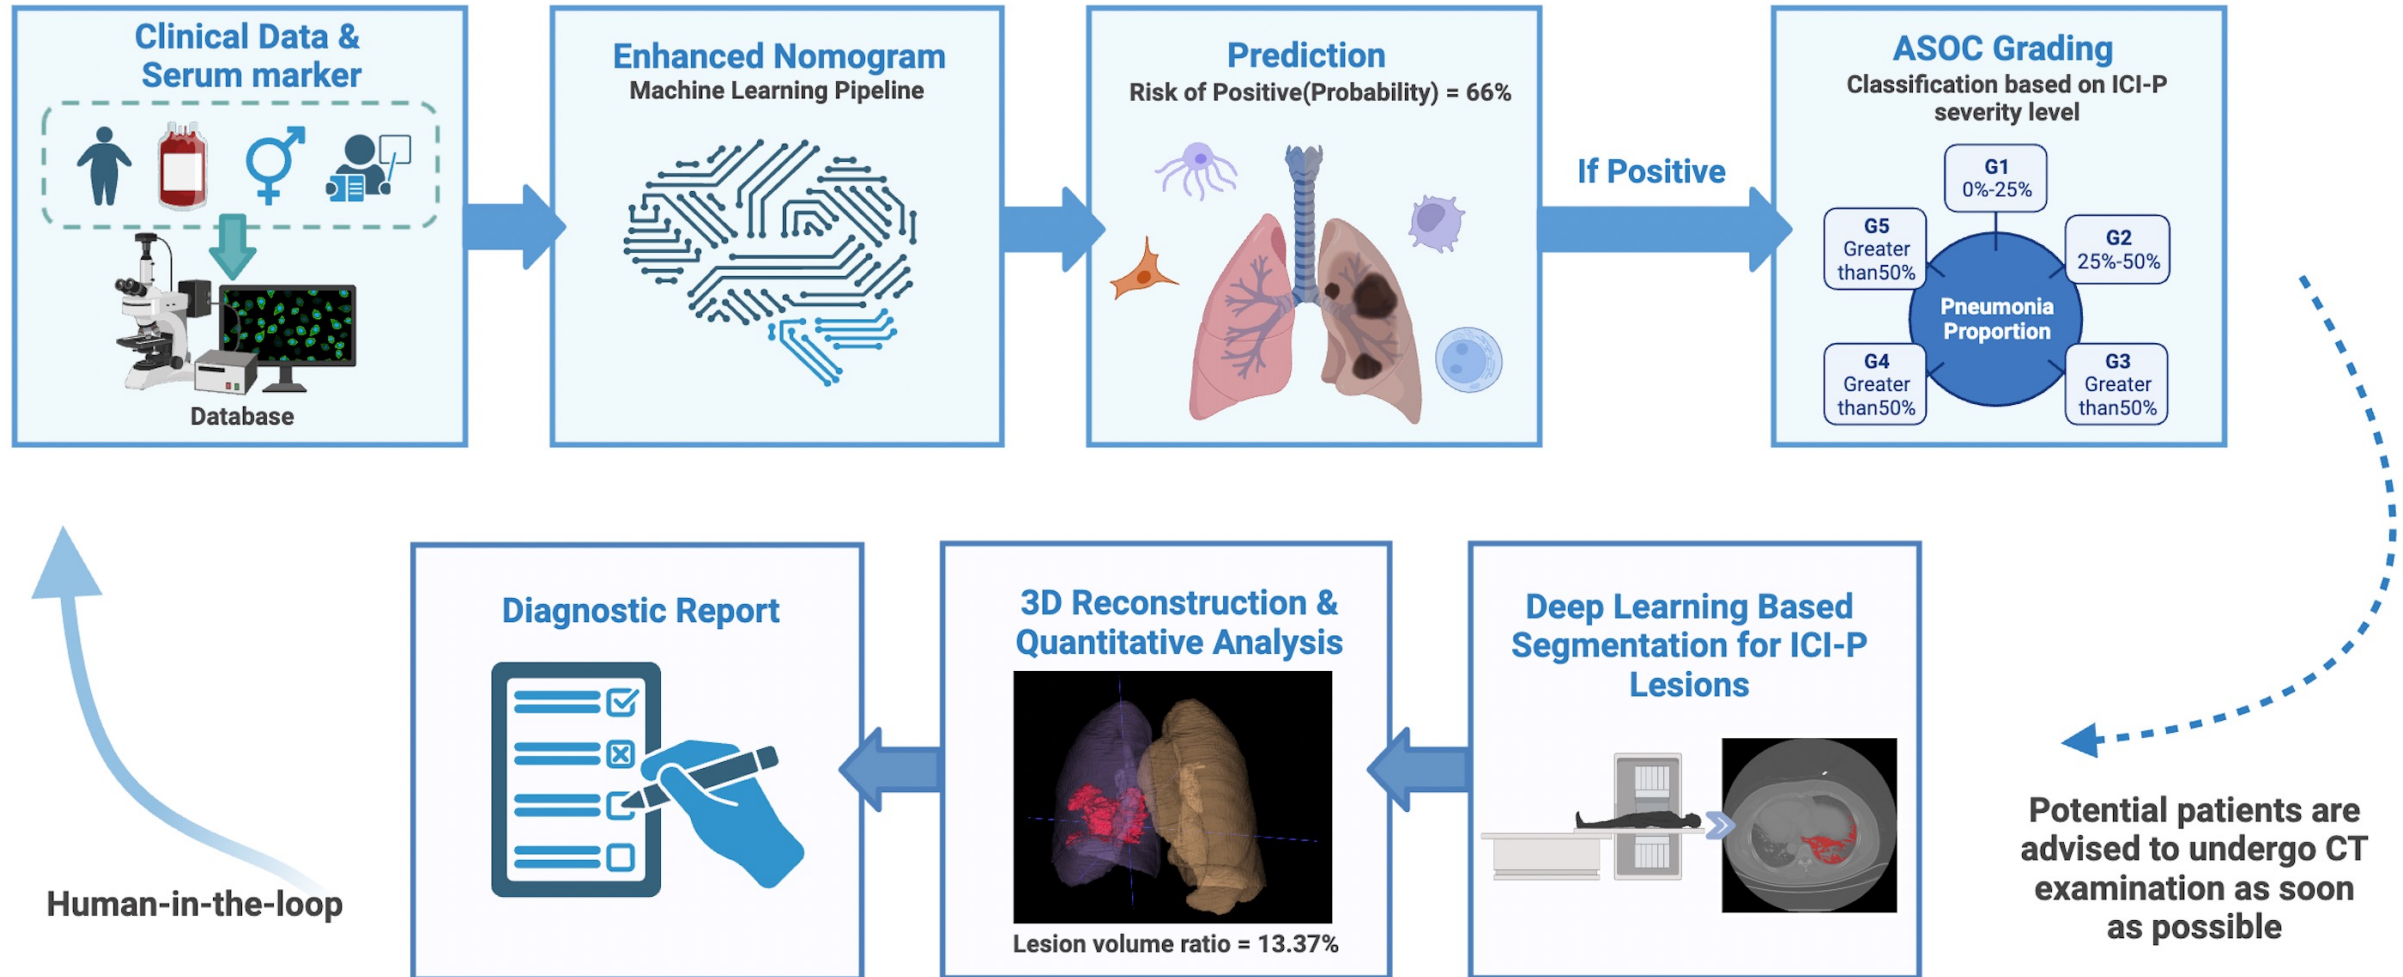 Clinical Data &
Serum marker
Database
Enhanced Nomogram
Machine Learning Pipeline
Prediction
Risk of Positive(Probability) = 66%
If Positive
ASOC Grading
Classification based on ICI-P
severity level
G1
0%-25%
G2
25%-50%
G3
Greater
than50%
G4
Greater
than50%
G5
Greater
than50%
Pneumonia
Proportion
Potential patients are
advised to undergo CT
examination as soon
as possible
Deep Learning Based
Segmentation for ICI-P
Lesions
3D Reconstruction &
Quantitative Analysis
Lesion volume ratio = 13.37%
Diagnostic Report
Human-in-the-loop